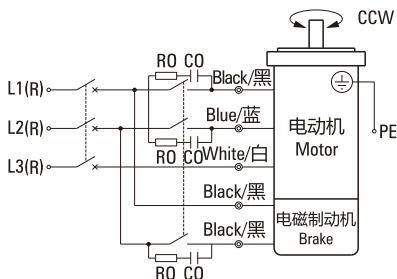 CCW
RO CO
Black/黑
L1(R)
Blue/蓝
L2(R)
电动机
Motor
PE
RO CO
White/白
L3(R)
Black/黑
Black/黑
电磁制动机
Brake
RO CO